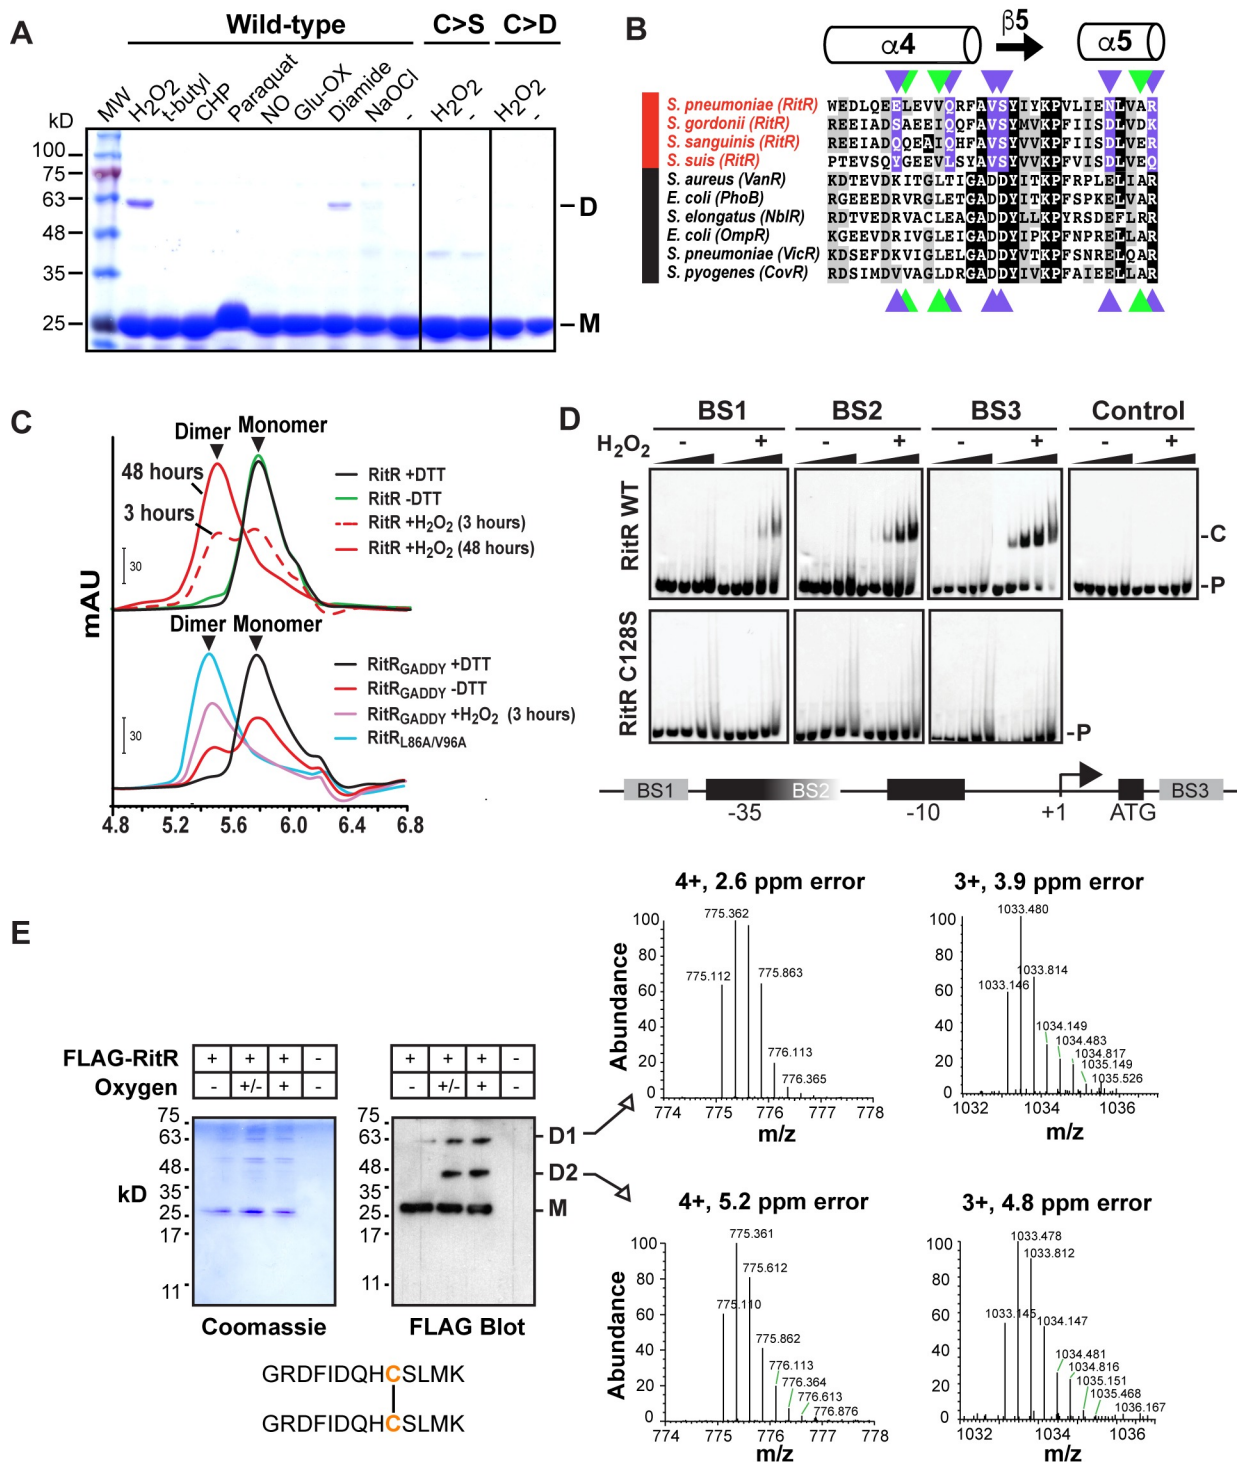 A
Wild-type
C>S
C>D
MW
H2O2
t-butyl
CHP
Paraquat
NO
Glu-OX
Diamide
NaOCl
-
H2O2
-
H2O2
-
kD
100
75
63
48
35
25
D
M
B
α4
β5
α5
S. pneumoniae (RitR) WEDLQEELEVVQRFAVSYIYKPVLIENLVAR
S. gordonii (RitR) REEIADSAEEIQQFAVSYMVKPFIISDLVDK
S. sanguinis (RitR) REEIADQQEAIQHFAVSYVVKPFIISDLVER
S. suis (RitR) PTEVSQYGEEVLSYAVSYVVKPFVISDLVEQ
S. aureus (VanR) KDTEVDKITGLTIGADDYITKPFRPLELIAR
E. coli (PhoB) RGEEEDRVRGLETGADDYITKPFSPKELVAR
S. elongatus (NblR) RDTVEDRVACLEAGADDYLLKPYRSDEFLRR
E. coli (OmpR) KGEEVDRIVGLEIGADDYIPKPFNPRELLAR
S. pneumoniae (VicR) KDSEFDKVIGLELGADDYVTKPFSNRELQAR
S. pyogenes (CovR) KDSIMDVVAGLDRGADDYIVKPFAIEELLAR
C
Dimer
Monomer
48 hours
3 hours
30
RitR +DTT
RitR -DTT
RitR +H2O2 (3 hours)
RitR +H2O2 (48 hours)
mAU
Dimer
Monomer
30
RitRGADDY +DTT
RitRGADDY -DTT
RitRGADDY +H2O2 (3 hours)
RitRL86A/V96A
4.8 5.2 5.6 6.0 6.4 6.8
D
BS1 BS2 BS3 Control
H2O2 - + - + - + - +
RitR WT
-C
-P
RitR C128S
-P
BS1
BS2
BS3
-35
-10
+1
ATG
E
FLAG-RitR + + + -
Oxygen - +/- + -
+ + + -
- +/- + -
kD
75
63
48
35
25
17
11
75
63
48
35
25
17
11
D1
D2
M
Coomassie
FLAG Blot
GRDFIDQHCSLMK
GRDFIDQHCSLMK
4+, 2.6 ppm error
Abundance
100
80
60
40
20
0
775.362
775.112
775.863
776.113
776.365
774 775 776 777 778
m/z
3+, 3.9 ppm error
100
80
60
40
20
0
1033.480
1033.814
1033.146
1034.149
1034.483
1034.817
1035.149
1035.526
1032 1034 1036
m/z
4+, 5.2 ppm error
Abundance
100
80
60
40
20
0
775.361
775.612
775.110
775.862
776.113
776.364
776.613
776.876
774 775 776 777 778
m/z
3+, 4.8 ppm error
100
80
60
40
20
0
1033.478
1033.812
1033.145
1034.147
1034.481
1034.816
1035.151
1035.468
1036.167
1032 1034 1036
m/z